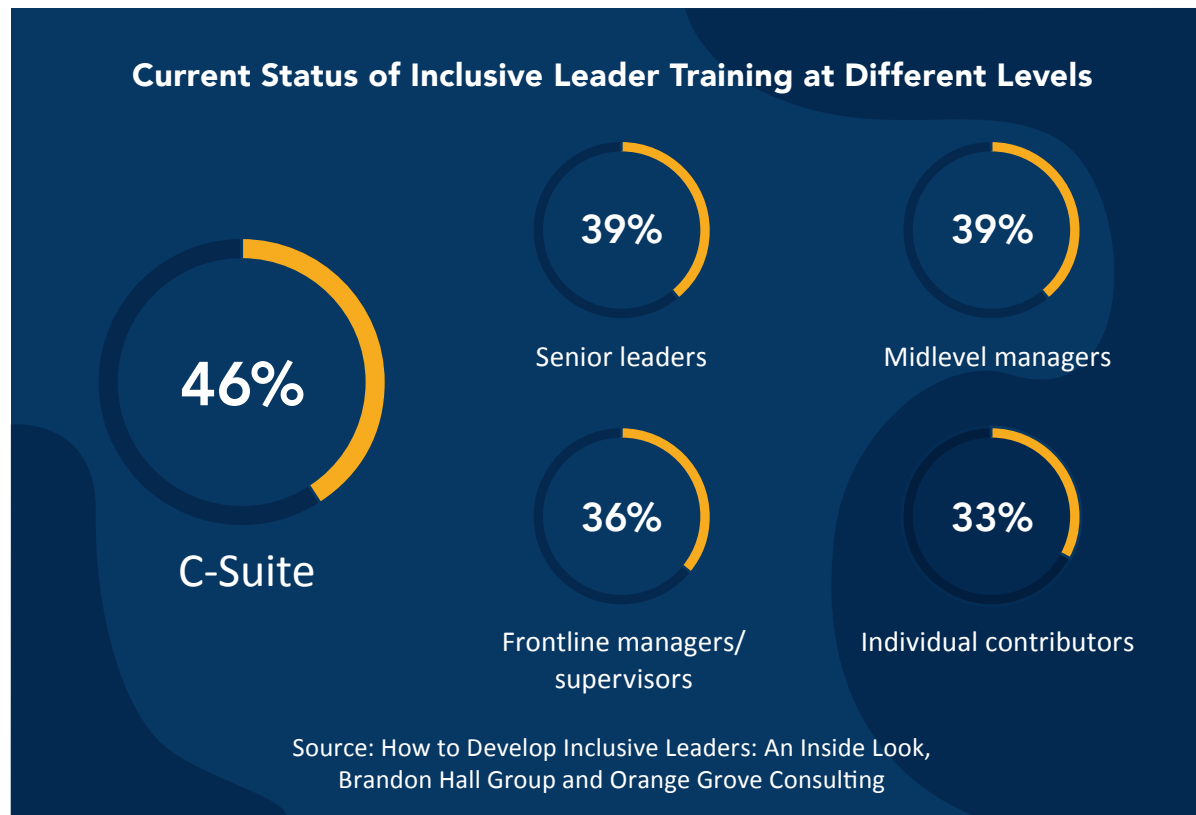 Current Status of Inclusive Leader Training at Different Levels
46%
C-Suite
39%
Senior leaders
39%
Midlevel managers
36%
Frontline managers/
supervisors
33%
Individual contributors
Source: How to Develop Inclusive Leaders: An Inside Look,
Brandon Hall Group and Orange Grove Consulting